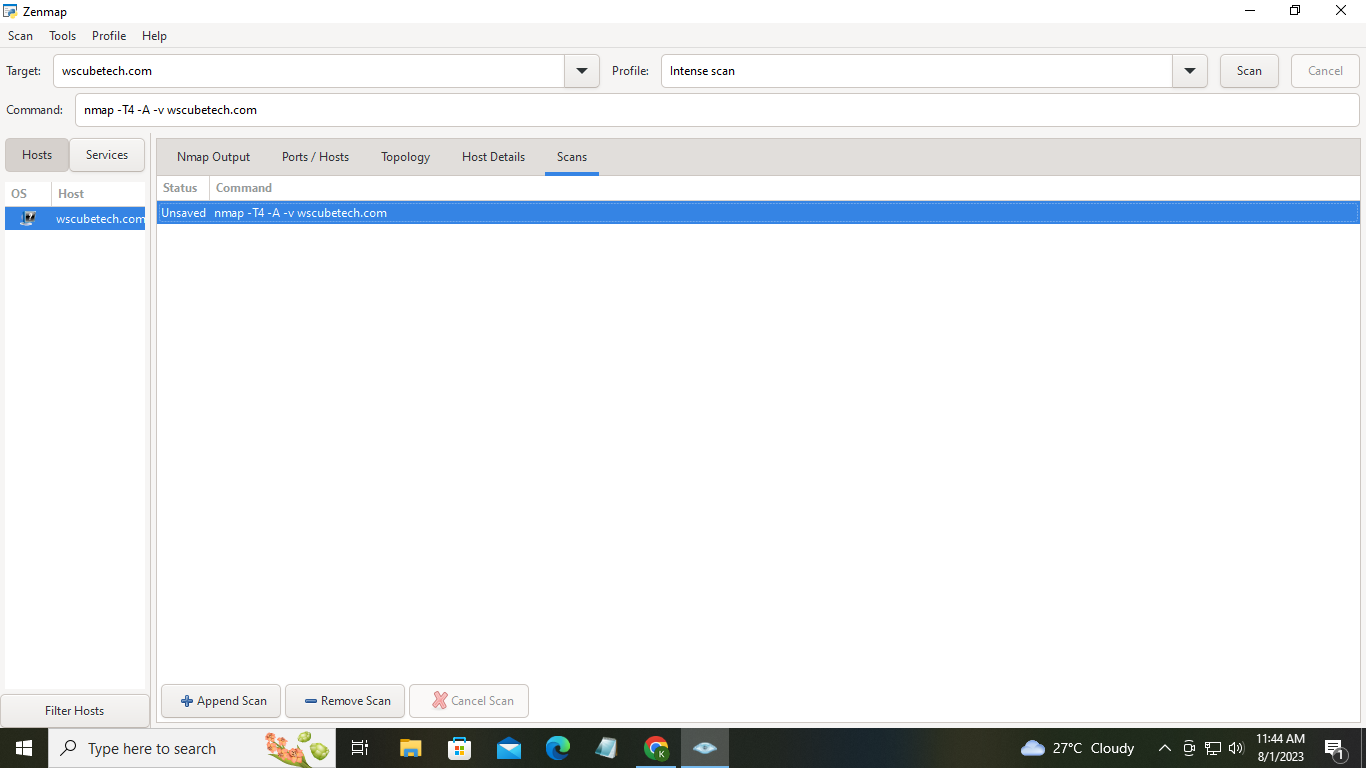 Zenmap
Scan Tools Profile Help
Target: wscubetech.com Profile: Intense scan Scan Cancel
Command: nmap -T4 -A -v wscubetech.com
Hosts Services Nmap Output Ports / Hosts Topology Host Details Scans
OS Host Status Command
wscubetech.com Unsaved nmap -T4 -A -v wscubetech.com
Append Scan Remove Scan Cancel Scan
Filter Hosts
Type here to search K 27°C Cloudy 11:44 AM
8/1/2023 1